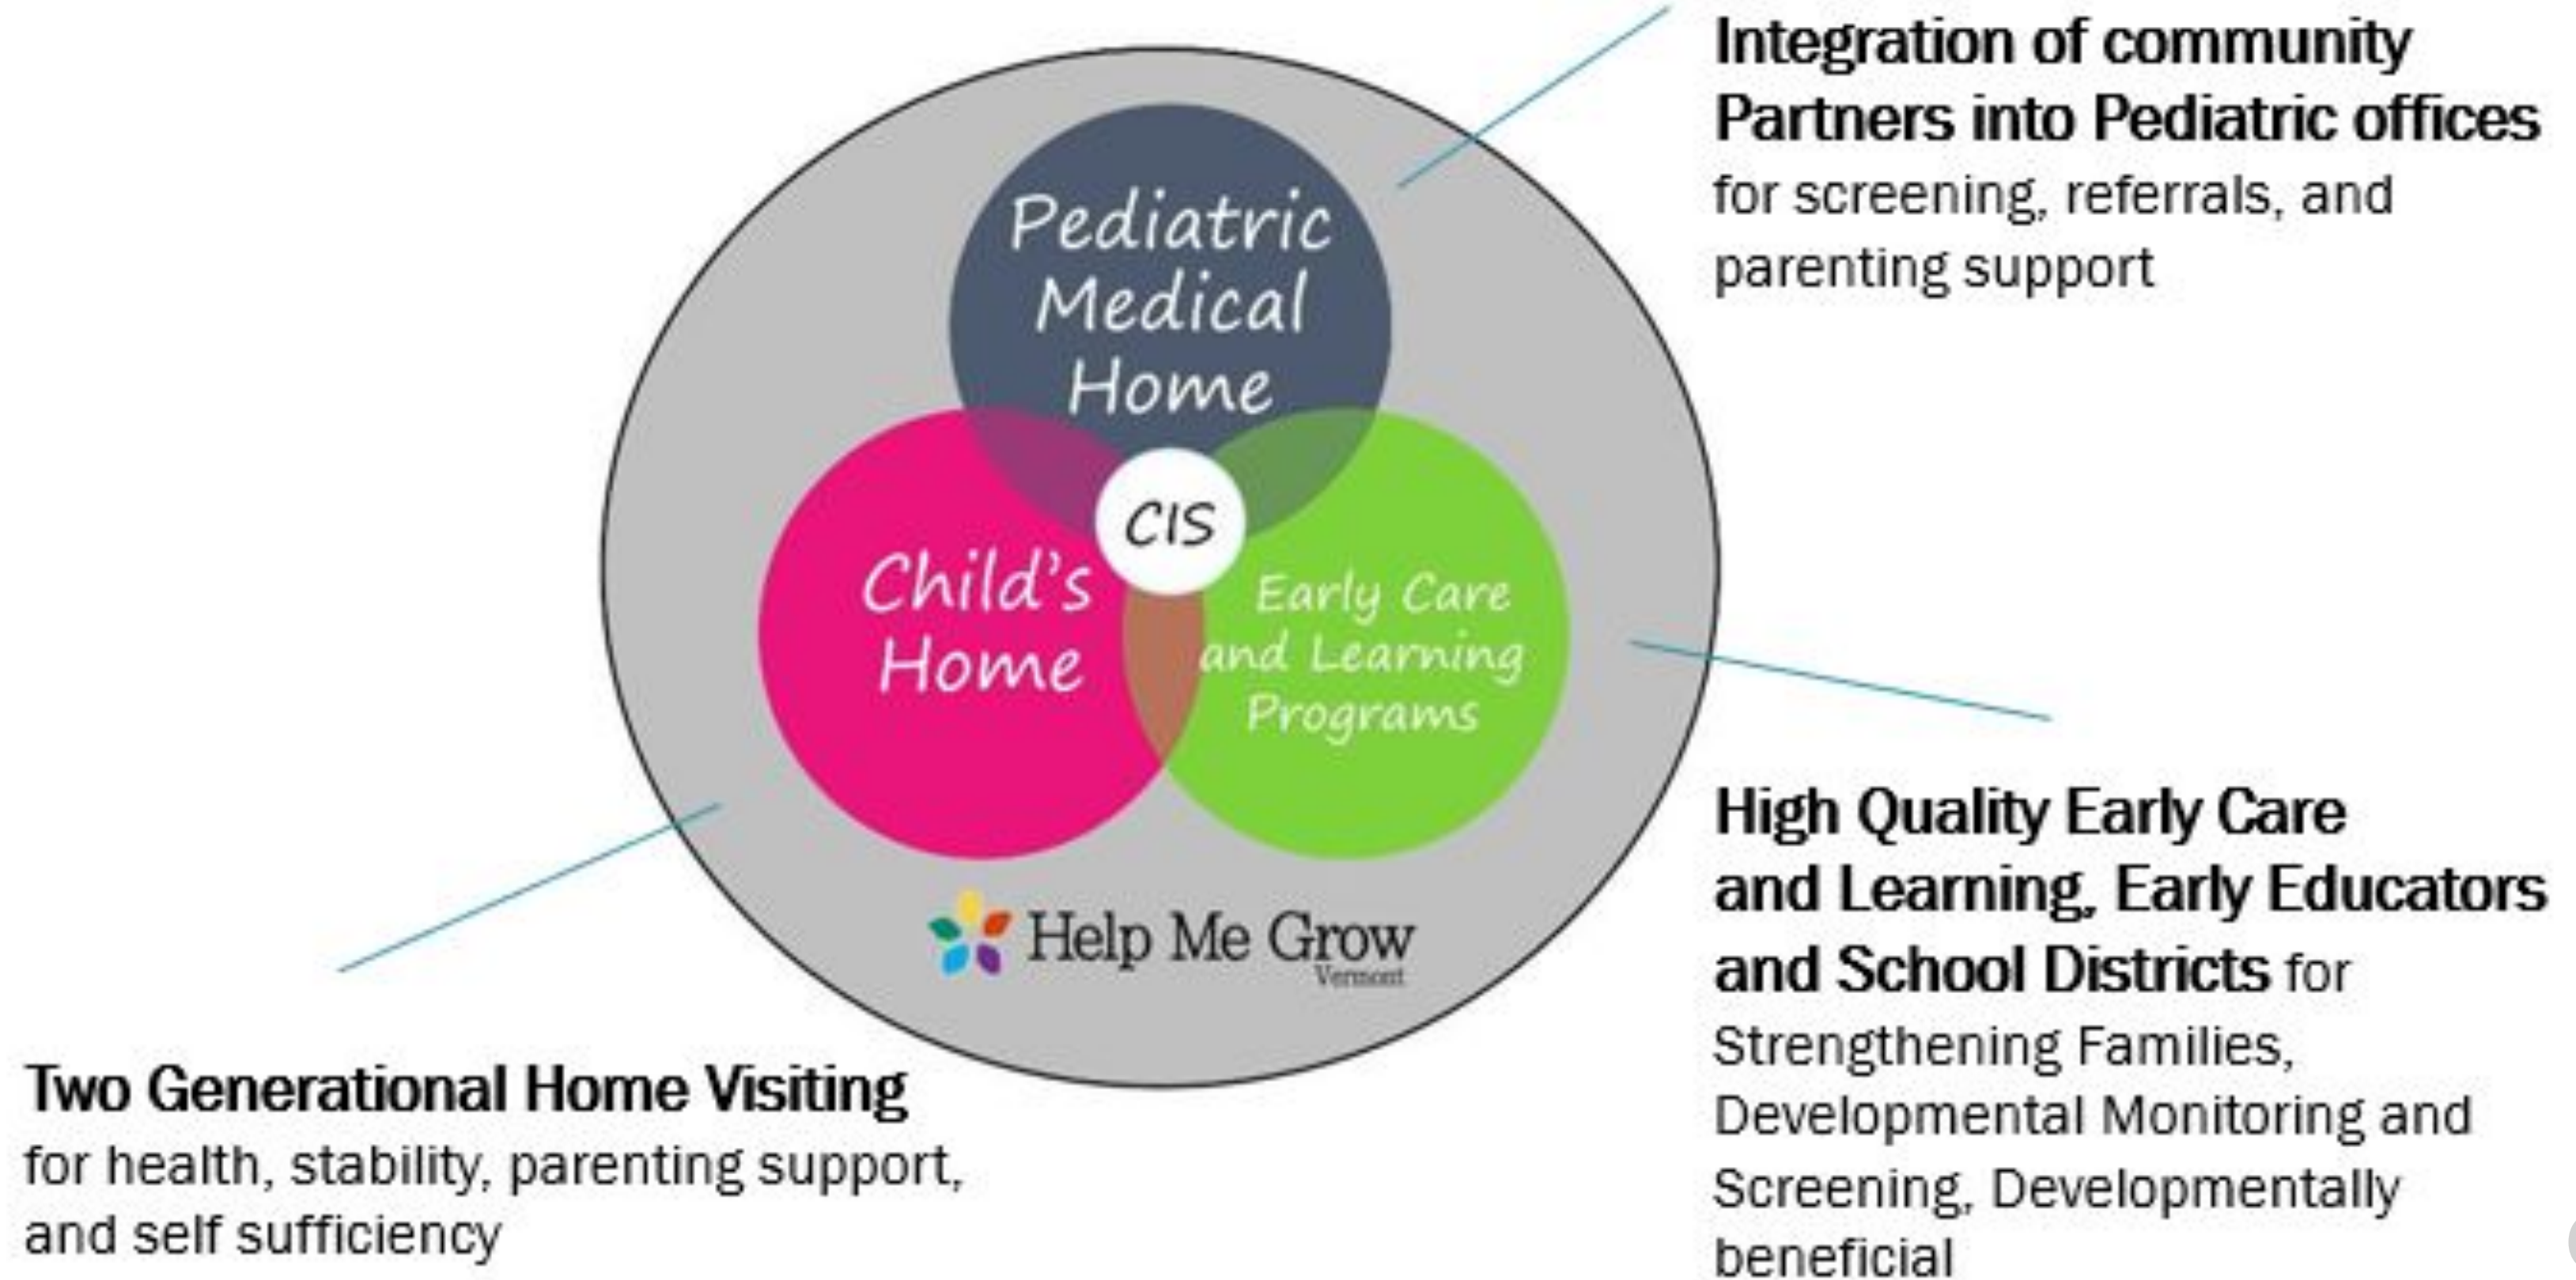 Integration of community
Partners into Pediatric offices
for screening, referrals, and
parenting support
Pediatric
Medical
Home
CIS
Child's
Home
Early Care
and Learning
Programs
Help Me Grow
Vermont
High Quality Early Care
and Learning, Early Educators
and School Districts for
Strengthening Families,
Developmental Monitoring and
Screening, Developmentally
beneficial
Two Generational Home Visiting
for health, stability, parenting support,
and self sufficiency